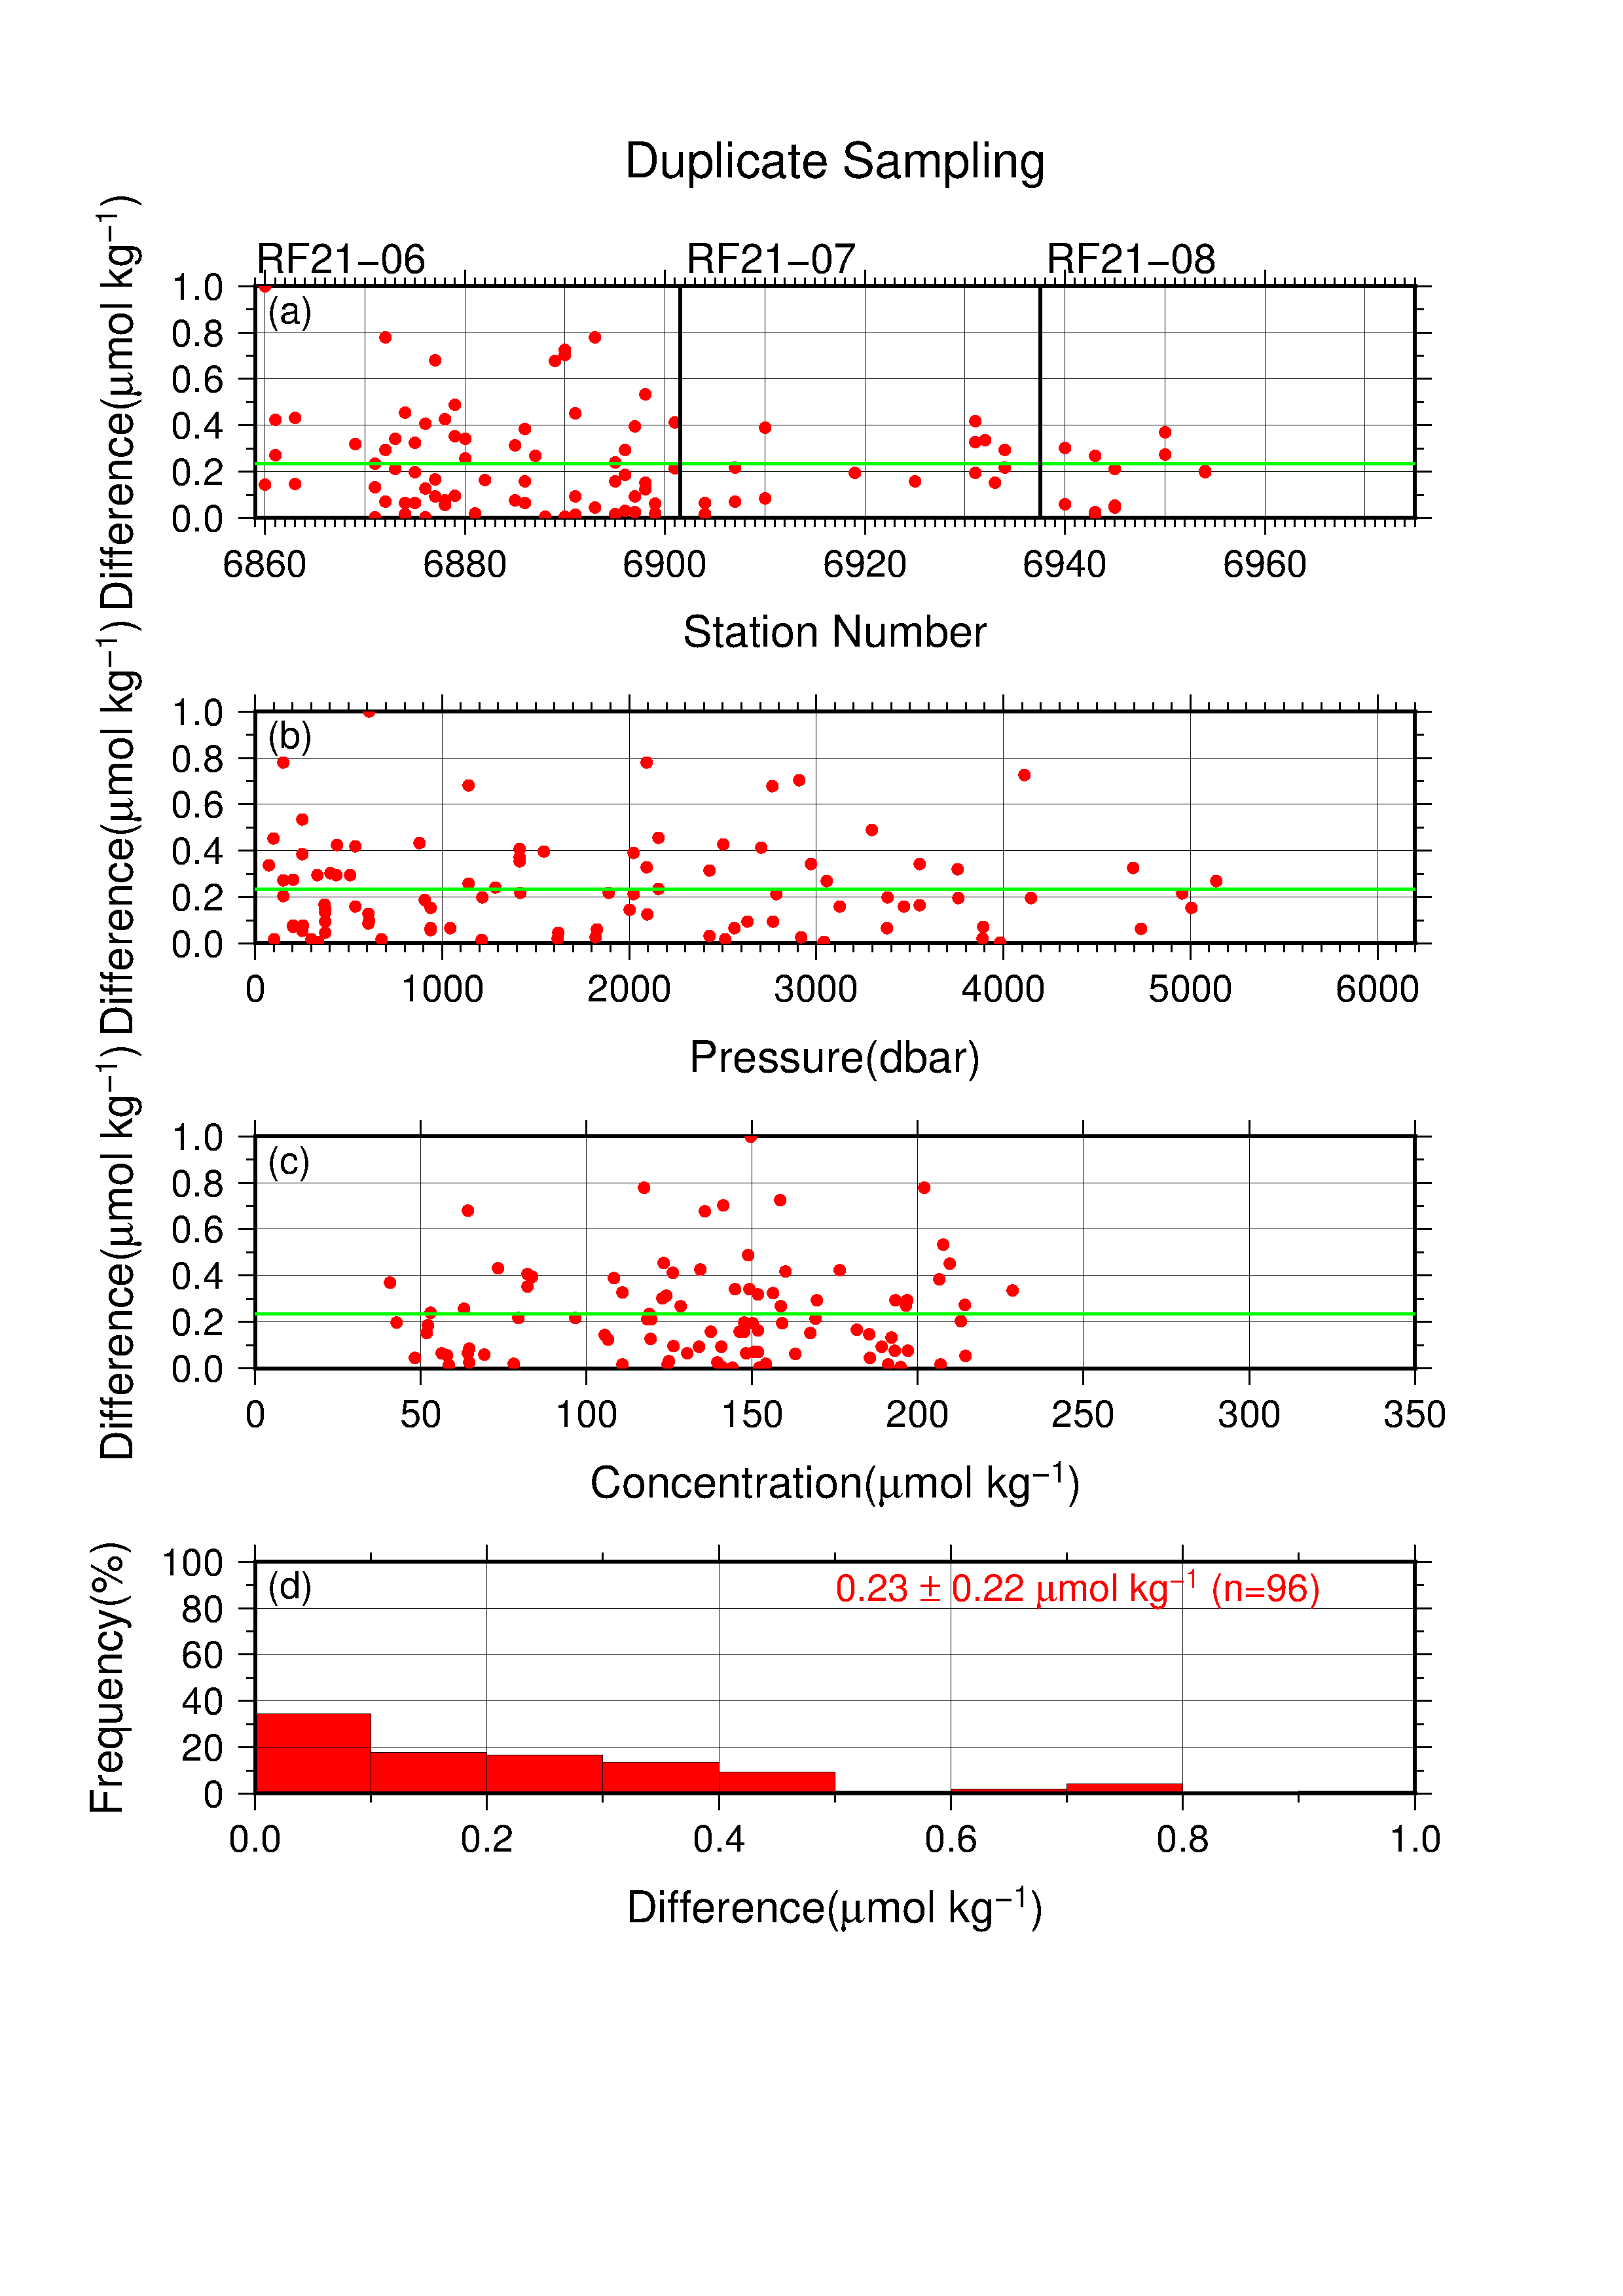 Duplicate Sampling
RF21−06 RF21−07 RF21−08
Difference(μmol kg⁻¹)
(a)
1.0
0.8
0.6
0.4
0.2
0.0
6860 6880 6900 6920 6940 6960
Station Number
Difference(μmol kg⁻¹)
(b)
1.0
0.8
0.6
0.4
0.2
0.0
0 1000 2000 3000 4000 5000 6000
Pressure(dbar)
Difference(μmol kg⁻¹)
(c)
1.0
0.8
0.6
0.4
0.2
0.0
0 50 100 150 200 250 300 350
Concentration(μmol kg⁻¹)
Frequency(%)
(d)
0.23 ± 0.22 μmol kg⁻¹ (n=96)
100
80
60
40
20
0
0.0 0.2 0.4 0.6 0.8 1.0
Difference(μmol kg⁻¹)